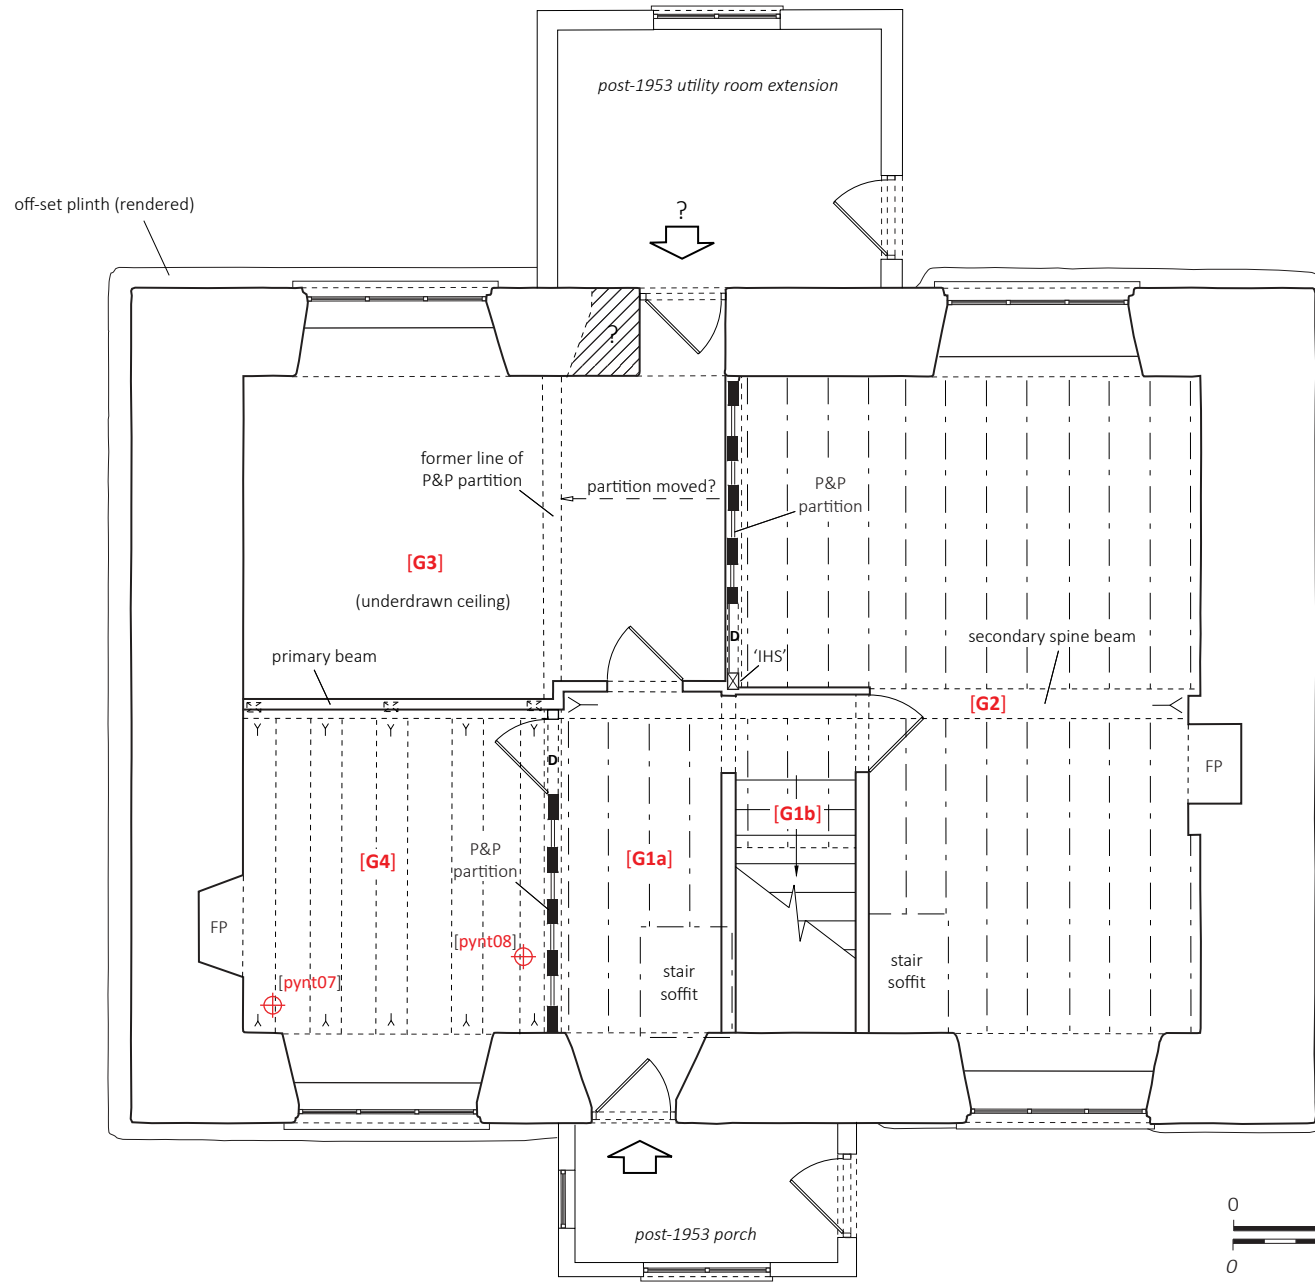 post-1953 utility room extension
off-set plinth (rendered)
?
?
former line of
P&P partition
partition moved?
P&P
partition
[G3]
(underdrawn ceiling)
D
secondary spine beam
primary beam
'IHS'
[G2]
D
FP
[G1b]
P&P
partition
[G4]
[G1a]
FP
[pynt08]
stair
soffit
stair
soffit
[pynt07]
post-1953 porch
0
0